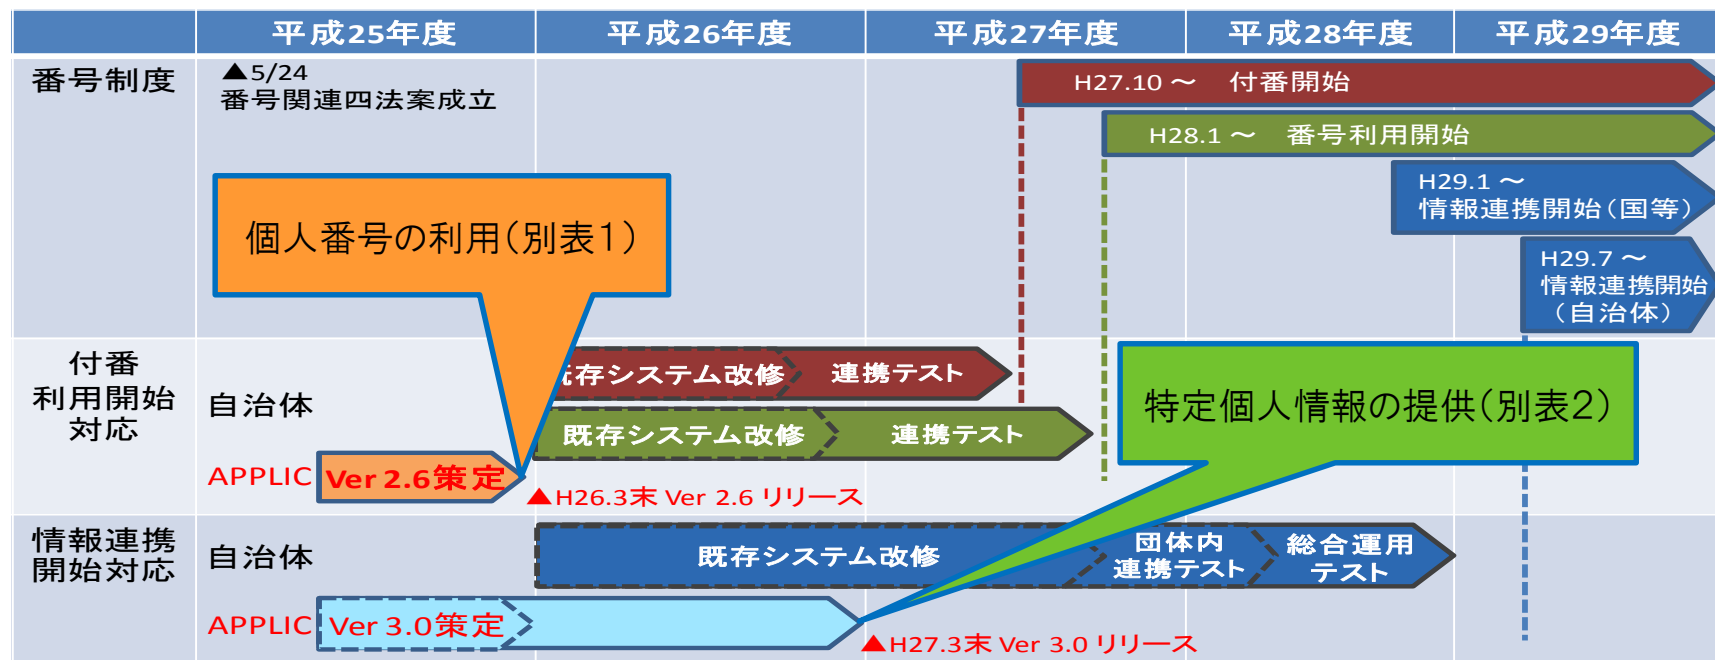 平成25年度
平成26年度
平成27年度
平成28年度
平成29年度
番号制度
▲5/24
番号関連四法案成立
H27.10 ～ 付番開始
H28.1 ～ 番号利用開始
H29.1 ～
情報連携開始(国等)
H29.7 ～
情報連携開始
(自治体)
個人番号の利用(別表1)
付番
利用開始
対応
自治体
既存システム改修
連携テスト
既存システム改修
連携テスト
特定個人情報の提供(別表2)
APPLIC
Ver 2.6策定
▲H26.3末 Ver 2.6 リリース
情報連携
開始対応
自治体
既存システム改修
団体内
連携テスト
総合運用
テスト
APPLIC
Ver 3.0策定
▲H27.3末 Ver 3.0 リリース